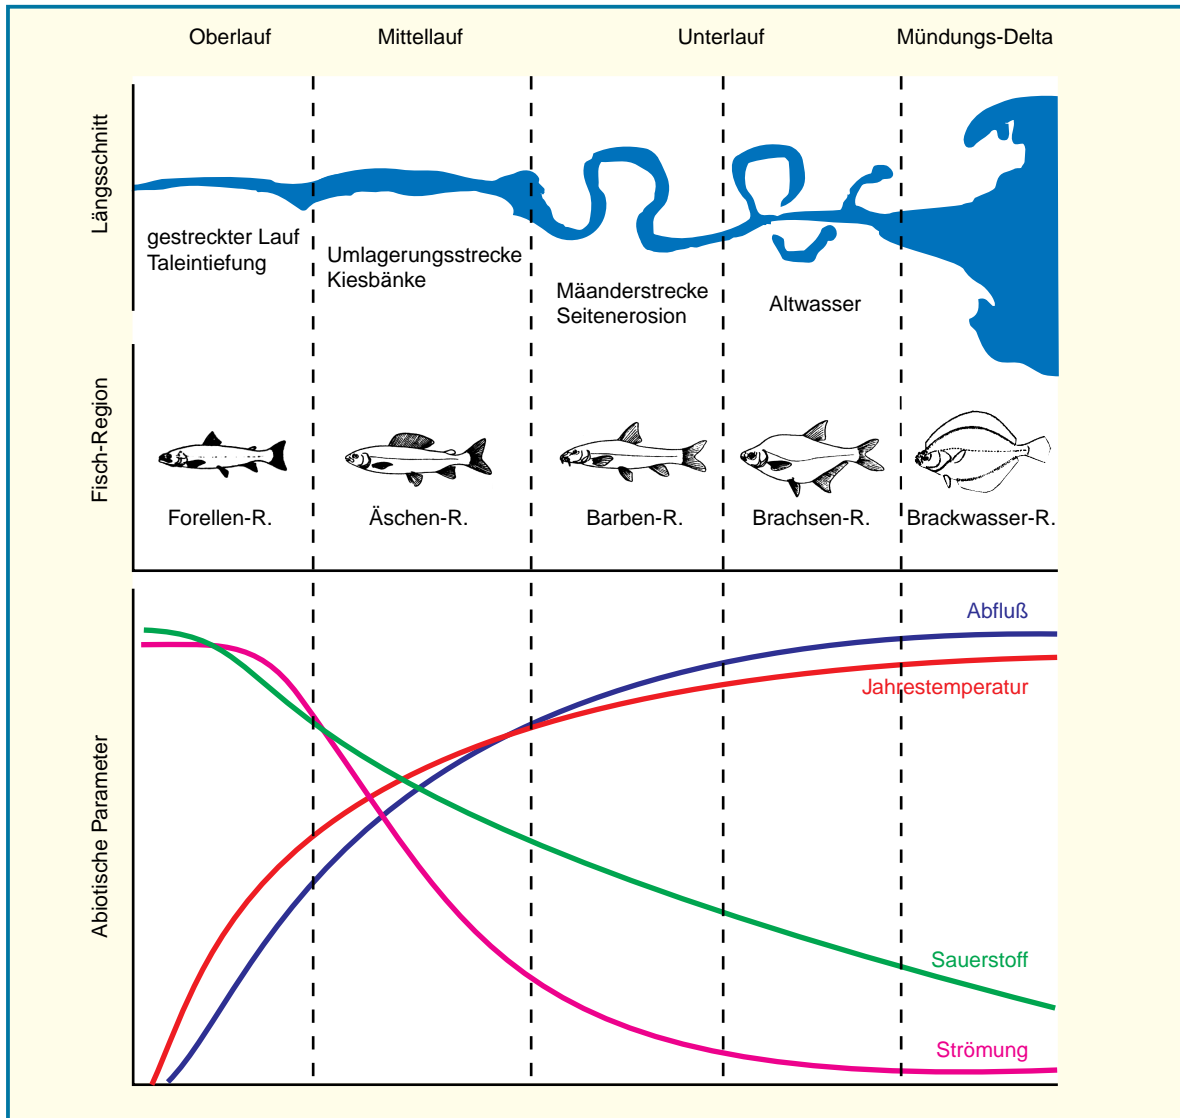 Oberlauf
Mittellauf
Unterlauf
Mündungs-Delta
Längsschnitt
gestreckter Lauf
Taleintiefung
Umlagerungsstrecke
Kiesbänke
Mäanderstrecke
Seitenerosion
Altwasser
Fisch-Region
Forellen-R.
Äschen-R.
Barben-R.
Brachsen-R.
Brackwasser-R.
Abiotische Parameter
Abfluß
Jahrestemperatur
Sauerstoff
Strömung